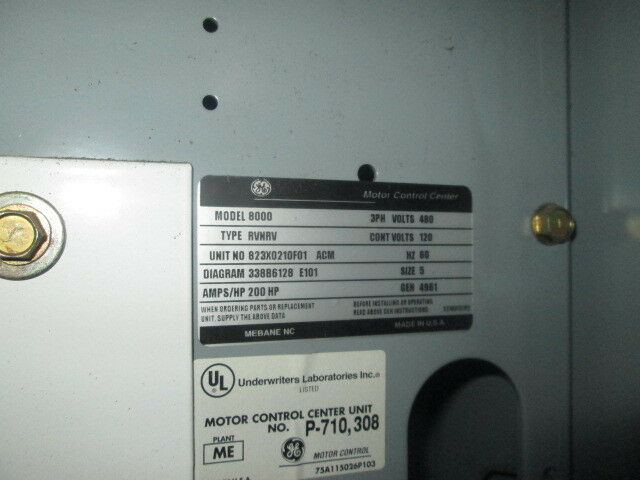 GE Motor Control Center
MODEL 8000 3PH VOLTS 480
TYPE RVNRV CONT VOLTS 120
UNIT NO 823X0210F01 ACM HZ 60
DIAGRAM 338B6128 E101 SIZE 5
AMPS/HP 200 HP GEH 4961
WHEN ORDERING PARTS OR REPLACEMENT BEFORE INSTALLING OR OPERATING
UNIT, SUPPLY THE ABOVE DATA READ ABOVE GEH INSTRUCTIONS
MEBANE NC MADE IN U.S.A.
UL Underwriters Laboratories Inc.®
LISTED
MOTOR CONTROL CENTER UNIT
NO. P-710,308
PLANT
ME GE MOTOR CONTROL
75A115026P103